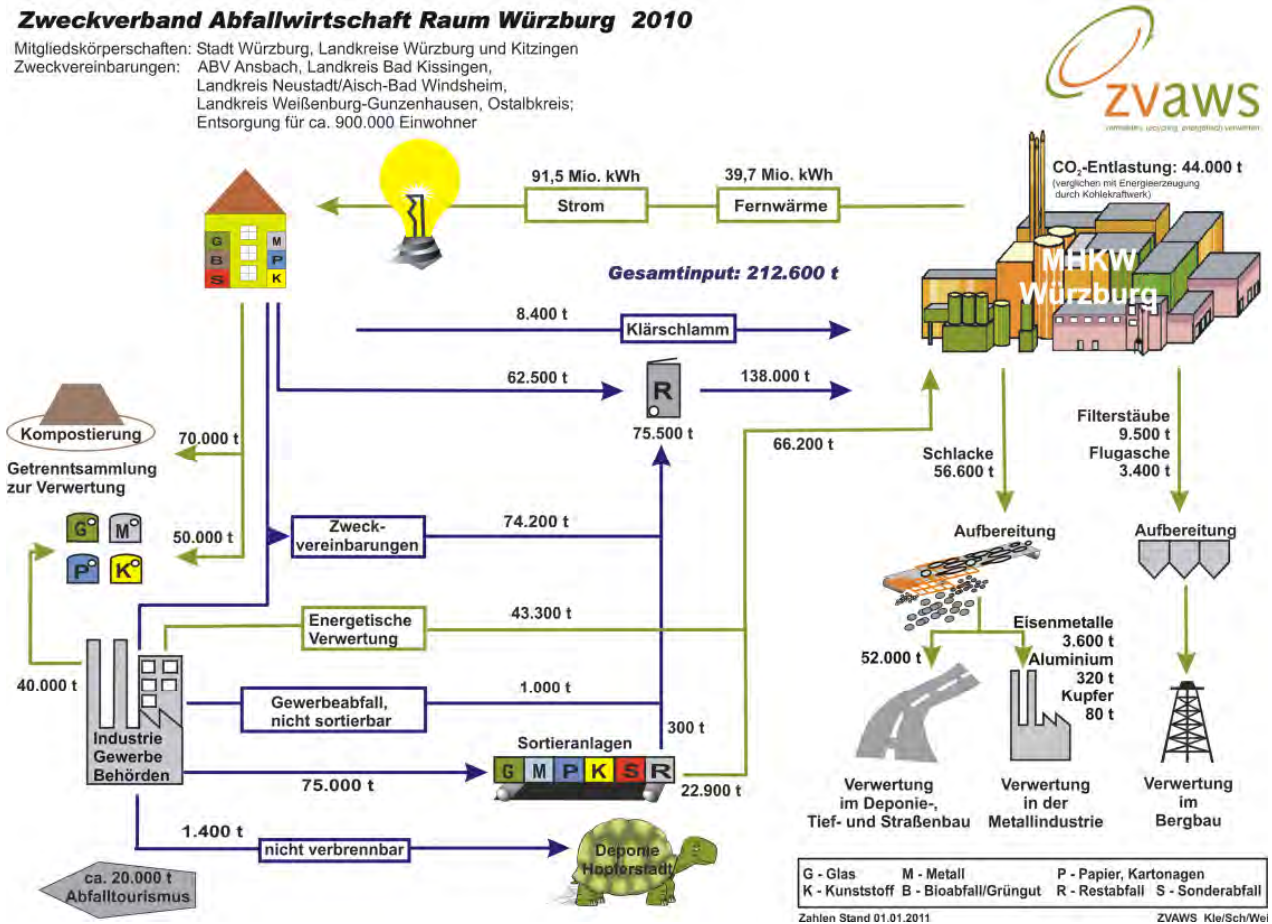 Zweckverband Abfallwirtschaft Raum Würzburg 2010
Mitgliedskörperschaften: Stadt Würzburg, Landkreise Würzburg und Kitzingen
Zweckvereinbarungen: ABV Ansbach, Landkreis Bad Kissingen,
Landkreis Neustadt/Aisch-Bad Windsheim,
Landkreis Weißenburg-Gunzenhausen, Ostalbkreis;
Entsorgung für ca. 900.000 Einwohner
zvaws
CO₂-Entlastung: 44.000 t
(verglichen mit Energieerzeugung
durch Kohlekraftwerk)
91,5 Mio. kWh
39,7 Mio. kWh
Strom
Fernwärme
G M
B P
S K
Gesamtinput: 212.600 t
MHKW
Würzburg
8.400 t
Klärschlamm
62.500 t
R
138.000 t
75.500 t
66.200 t
Kompostierung
70.000 t
Getrenntsammlung
zur Verwertung
G M
P K
50.000 t
Zweck-
vereinbarungen
74.200 t
Energetische
Verwertung
43.300 t
40.000 t
Gewerbeabfall,
nicht sortierbar
1.000 t
Industrie
Gewerbe
Behörden
300 t
Sortieranlagen
G M P K S R
75.000 t
22.900 t
1.400 t
nicht verbrennbar
Deponie
Hopferstadt
ca. 20.000 t
Abfalltourismus
Schlacke
56.600 t
Filterstäube
9.500 t
Flugasche
3.400 t
Aufbereitung
Aufbereitung
52.000 t
Eisenmetalle
3.600 t
Aluminium
320 t
Kupfer
80 t
Verwertung
im Deponie-,
Tief- und Straßenbau
Verwertung
in der
Metallindustrie
Verwertung
im
Bergbau
G - Glas M - Metall P - Papier, Kartonagen
K - Kunststoff B - Bioabfall/Grüngut R - Restabfall S - Sonderabfall
Zahlen Stand 01.01.2011 ZVAWS Kle/Sch/Wei